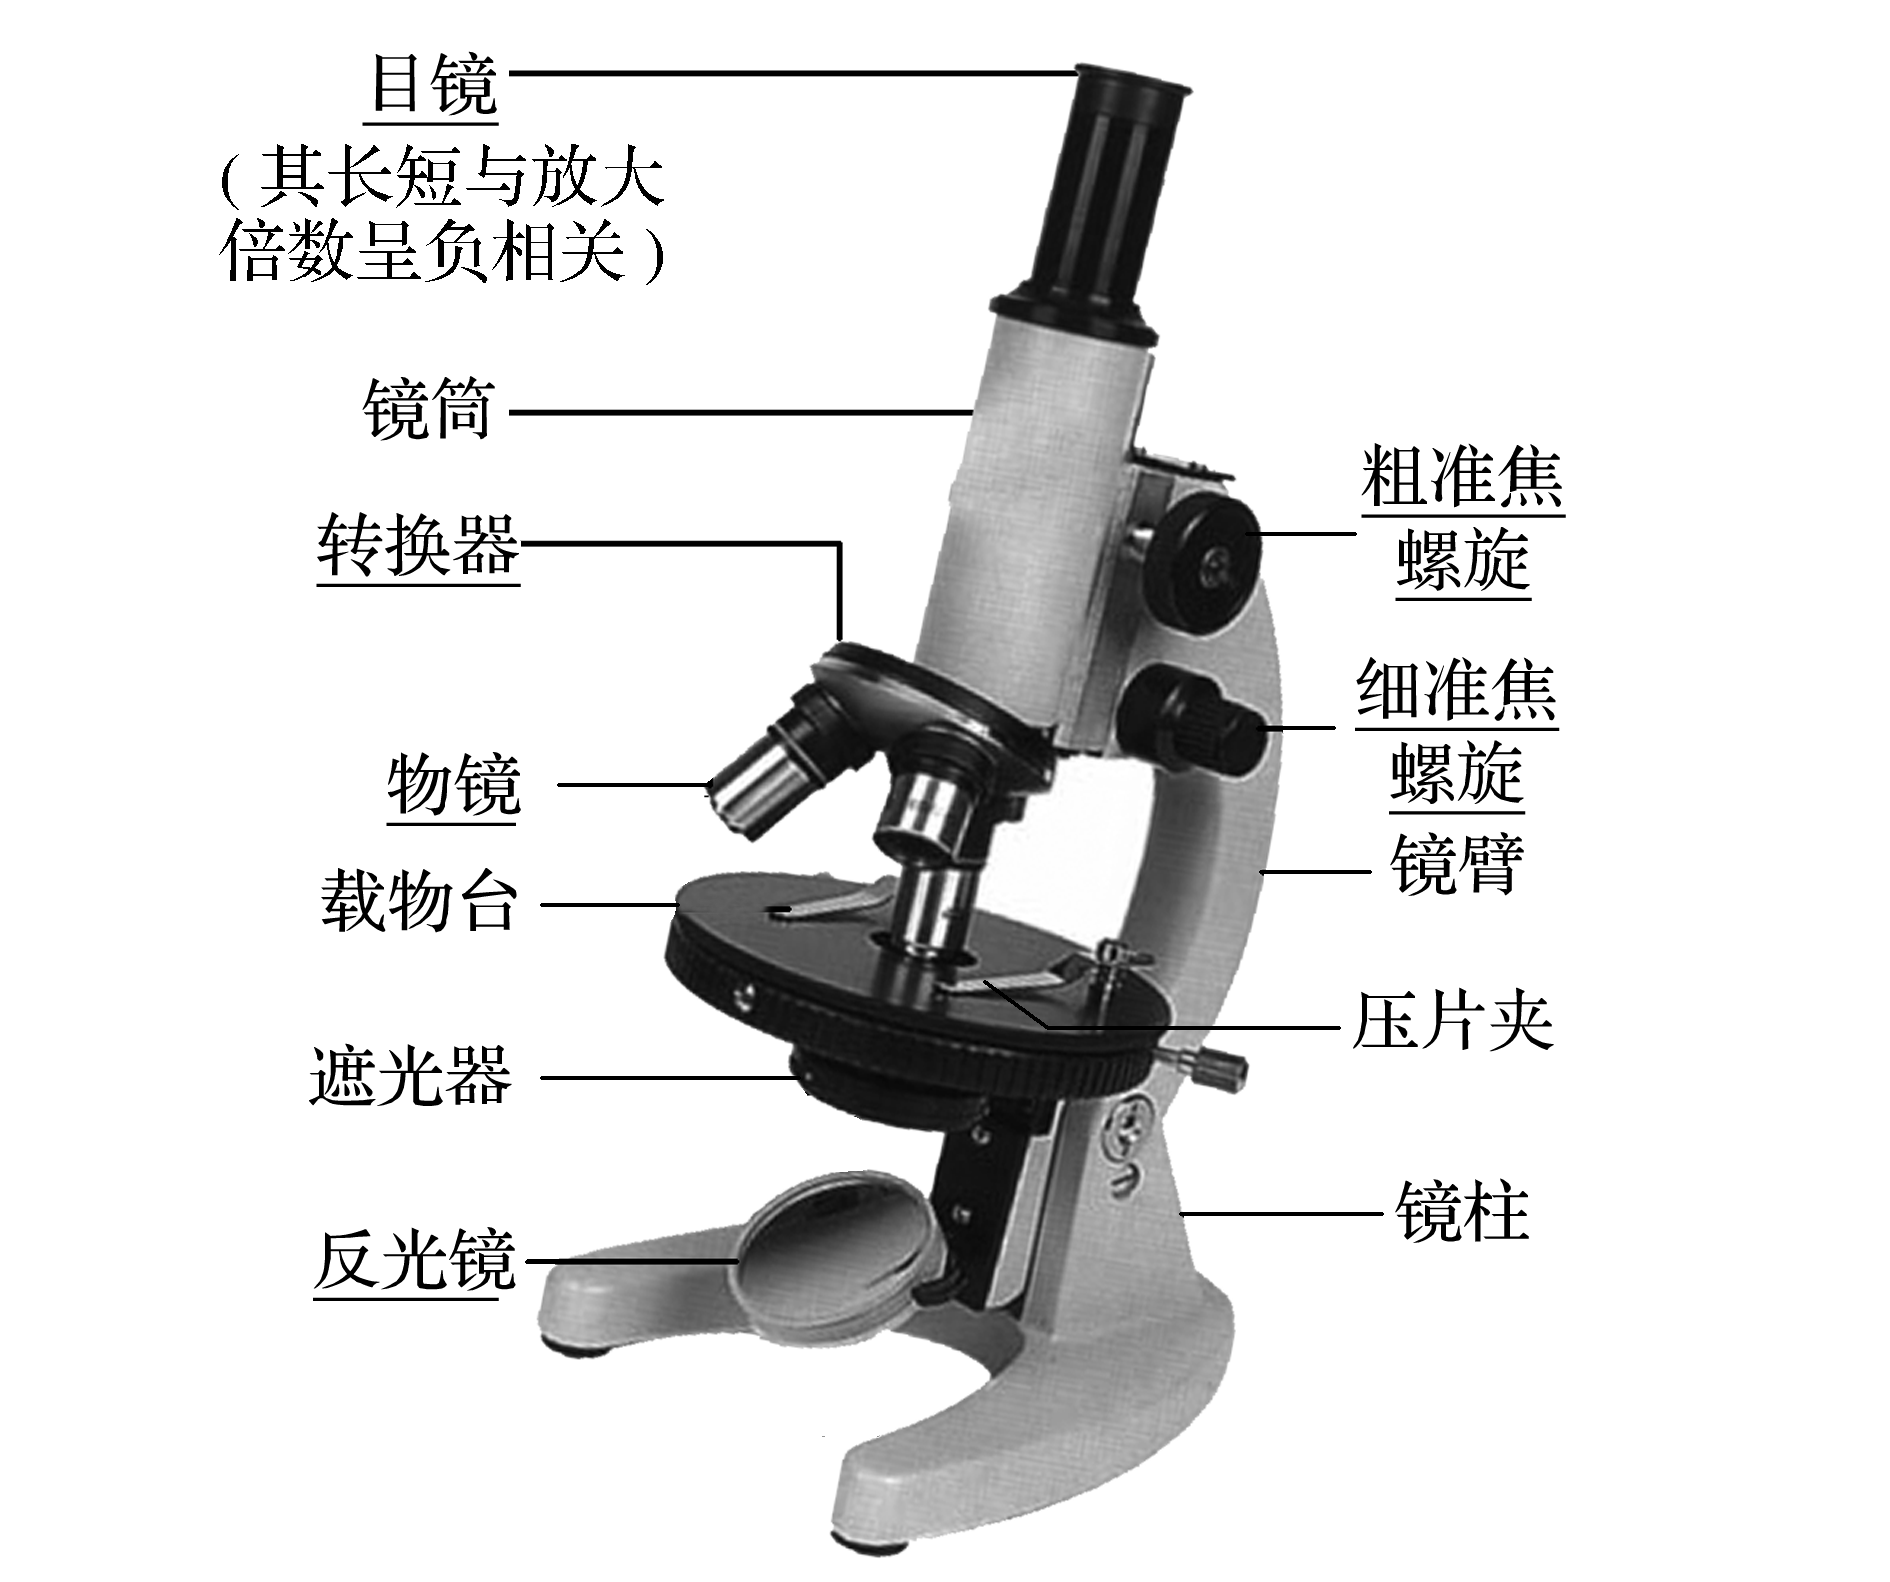 目镜
(其长短与放大
倍数呈负相关)
镜筒
转换器
物镜
载物台
遮光器
反光镜
粗准焦
螺旋
细准焦
螺旋
镜臂
压片夹
镜柱